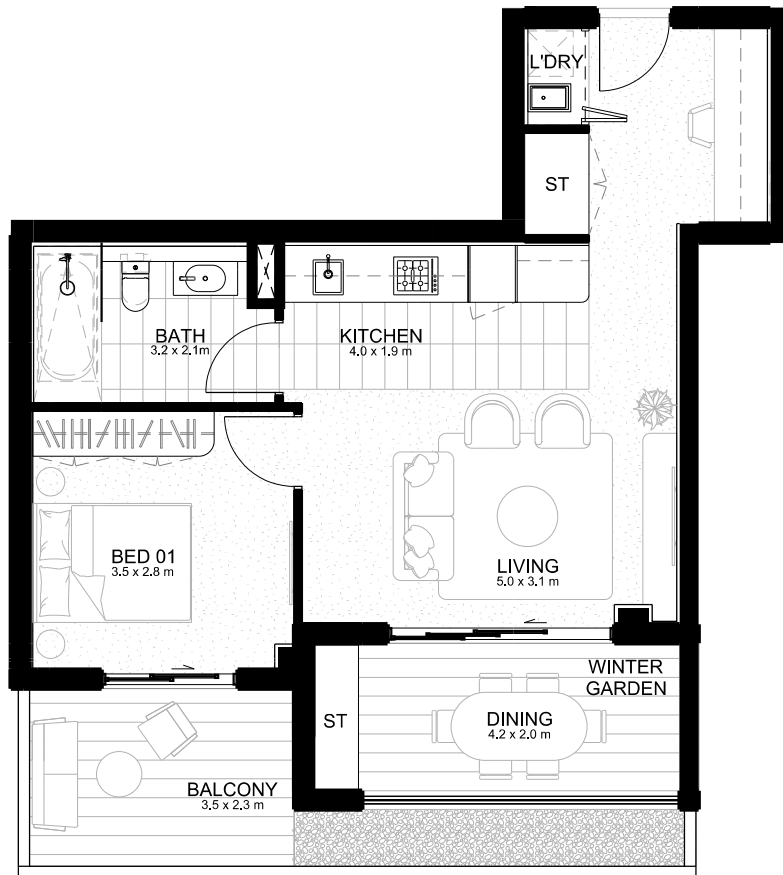 L'DRY
ST
BATH
3.2 x 2.1m
KITCHEN
4.0 x 1.9 m
BED 01
3.5 x 2.8 m
LIVING
5.0 x 3.1 m
WINTER
GARDEN
ST
DINING
4.2 x 2.0 m
BALCONY
3.5 x 2.3 m